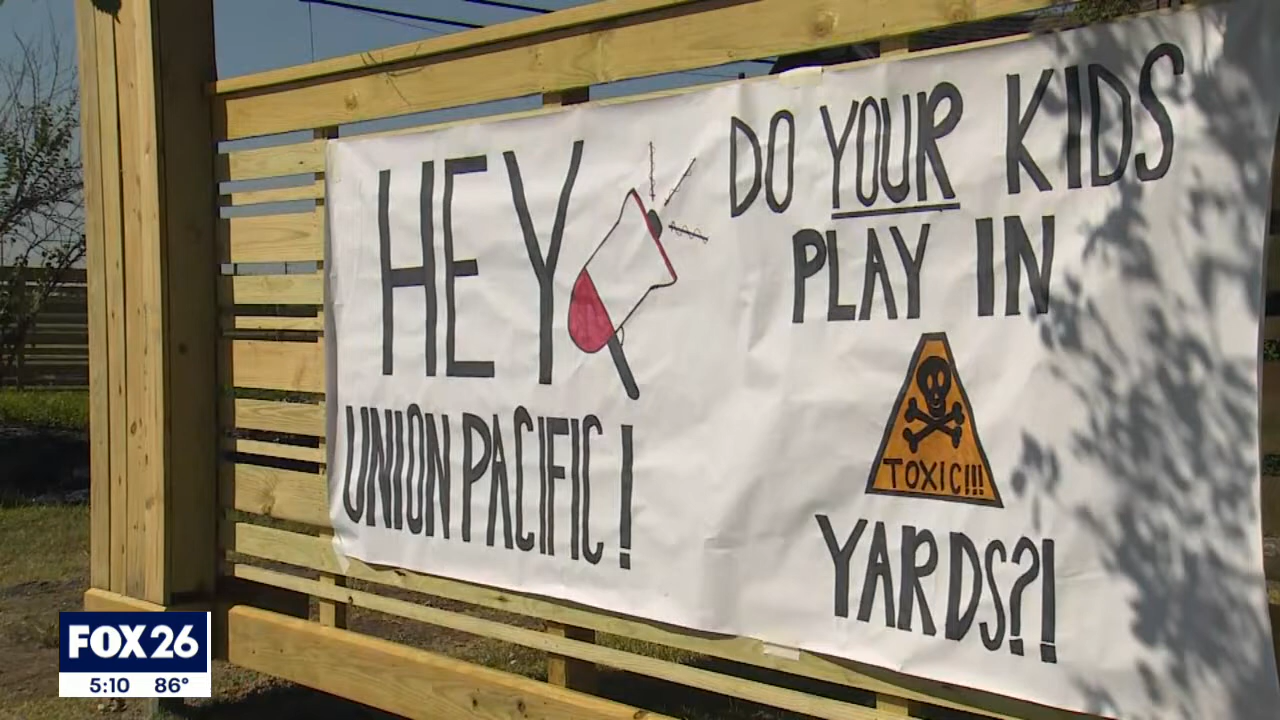 HEY
UNION PACIFIC!
DO YOUR KIDS
PLAY IN
TOXIC!!!
YARDS?!
FOX 26
5:10 86°